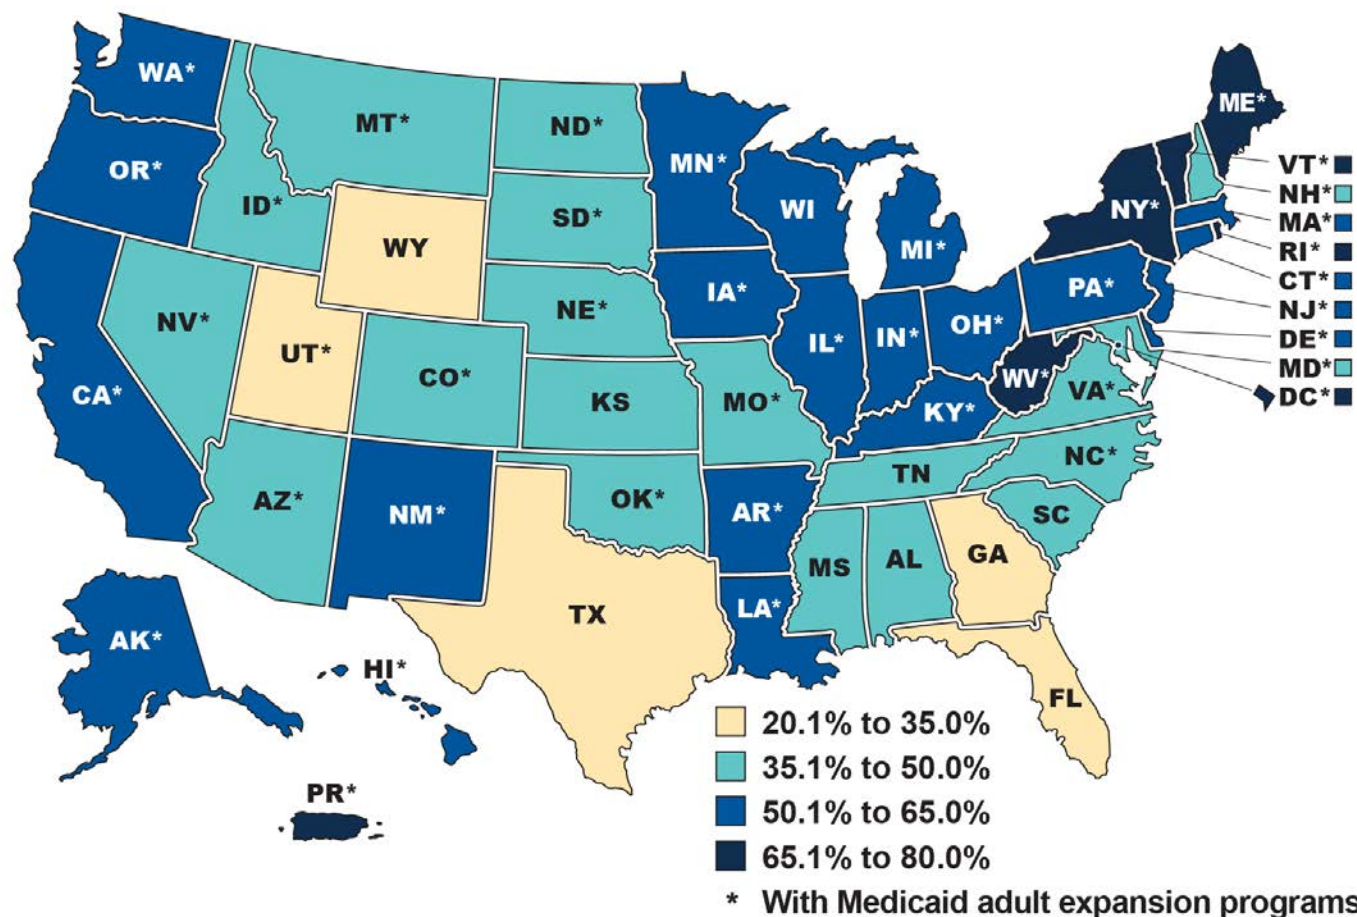 WA*
ME*
MT*
ND*
OR*
MN*
VT*
ID*
SD*
WI
NY*
NH*
WY
MI*
MA*
RI*
IA*
PA*
CT*
NV*
NE*
OH*
NJ*
UT*
IL*
IN*
DE*
CO*
WV*
MD*
CA*
KS
MO*
KY*
VA*
DC*
NC*
TN
AZ*
OK*
NM*
AR*
SC
MS
AL
GA
TX
LA*
AK*
HI*
FL
20.1% to 35.0%
35.1% to 50.0%
PR*
50.1% to 65.0%
65.1% to 80.0%
* With Medicaid adult expansion programs